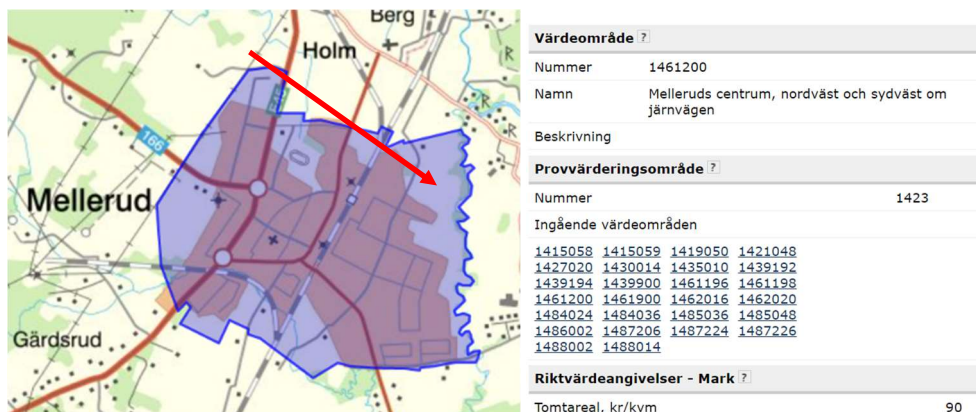 Berg
Holm
166
Mellerud
Gärdsrud
Värdeområde ?
Nummer 1461200
Namn Melleruds centrum, nordväst och sydväst om
järnvägen
Beskrivning
Provvärderingsområde ?
Nummer 1423
Ingående värdeområden
1415058 1415059 1419050 1421048
1427020 1430014 1435010 1439192
1439194 1439900 1461196 1461198
1461200 1461900 1462016 1462020
1484024 1484036 1485036 1485048
1486002 1487206 1487224 1487226
1488002 1488014
Riktvärdeangivelser - Mark ?
Tomtareal, kr/kvm 90